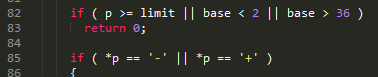 82 if ( p >= limit || base < 2 || base > 36 )
83 return 0;
84
85 if ( *p == '-' || *p == '+' )
86 {